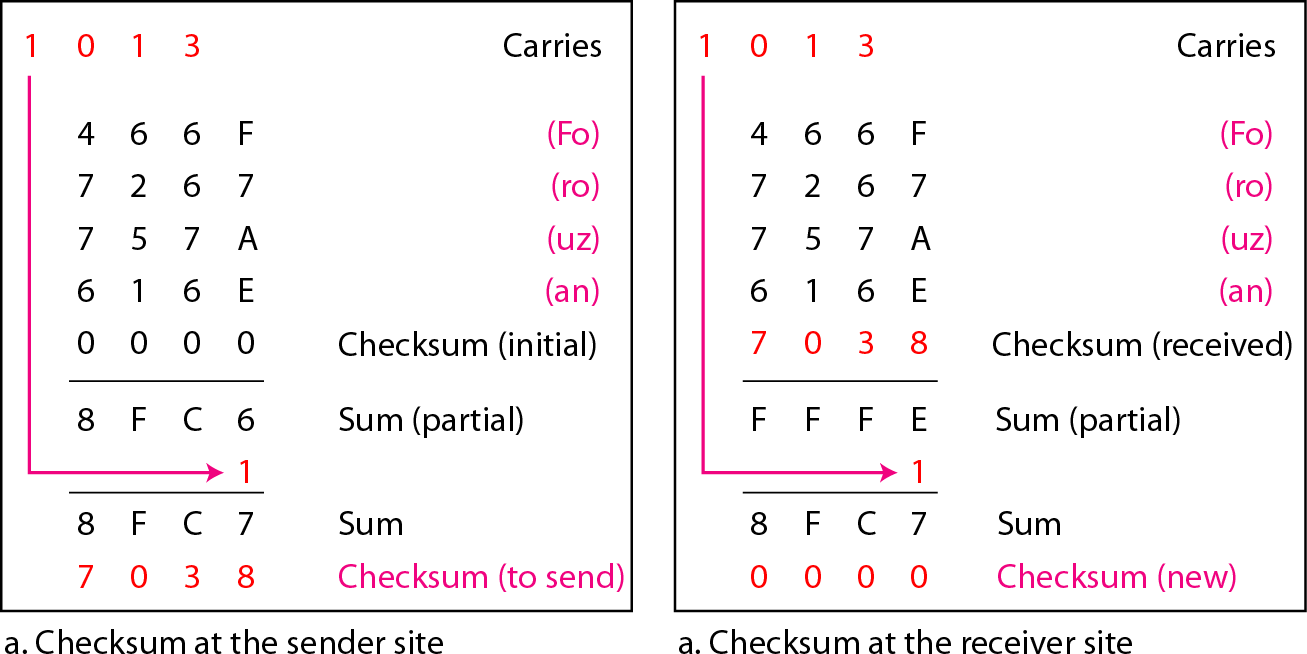 1 0 1 3 Carries
4 6 6 F (Fo)
7 2 6 7 (ro)
7 5 7 A (uz)
6 1 6 E (an)
0 0 0 0 Checksum (initial)
8 F C 6 Sum (partial)
1
8 F C 7 Sum
7 0 3 8 Checksum (to send)
a. Checksum at the sender site
1 0 1 3 Carries
4 6 6 F (Fo)
7 2 6 7 (ro)
7 5 7 A (uz)
6 1 6 E (an)
7 0 3 8 Checksum (received)
F F F E Sum (partial)
1
8 F C 7 Sum
0 0 0 0 Checksum (new)
a. Checksum at the receiver site